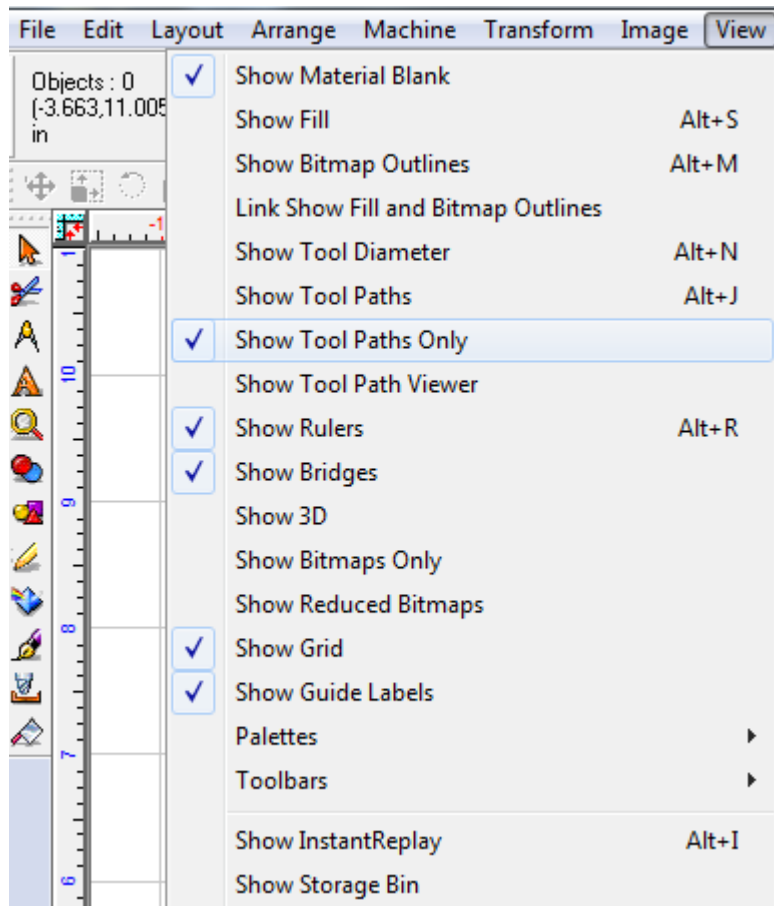 File Edit Layout Arrange Machine Transform Image View
Objects : 0
(-3.663,11.005
in
Show Material Blank
Show Fill Alt+S
Show Bitmap Outlines Alt+M
Link Show Fill and Bitmap Outlines
Show Tool Diameter Alt+N
Show Tool Paths Alt+J
Show Tool Paths Only
Show Tool Path Viewer
Show Rulers Alt+R
Show Bridges
Show 3D
Show Bitmaps Only
Show Reduced Bitmaps
Show Grid
Show Guide Labels
Palettes
Toolbars
Show InstantReplay Alt+I
Show Storage Bin
-1
10
9
8
7
6